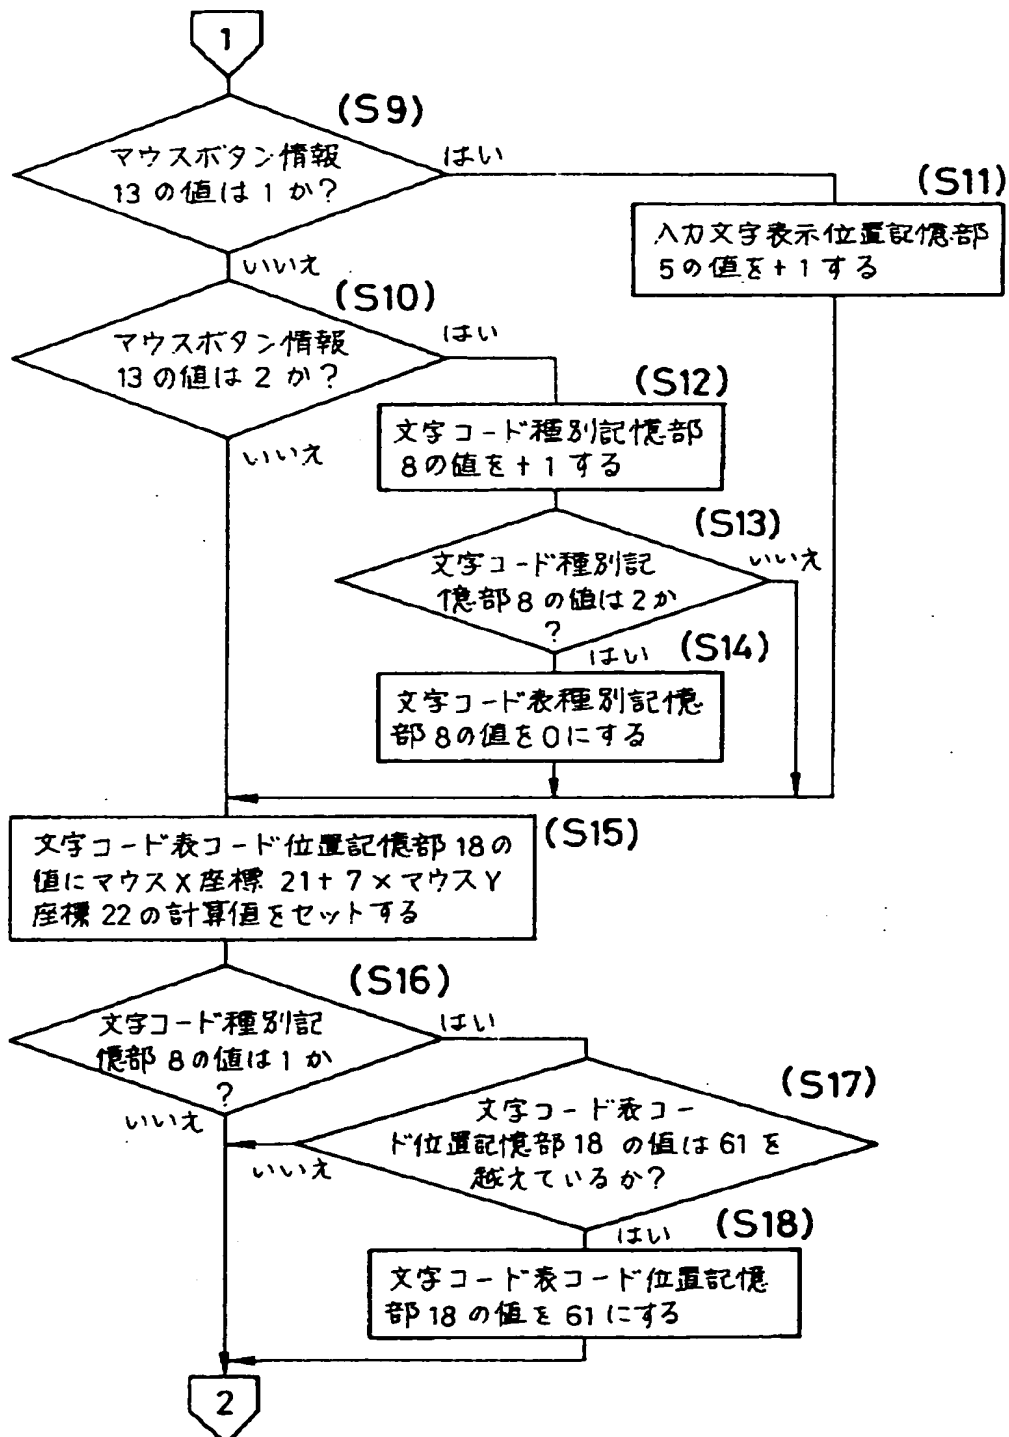 1
(S9)
マウスボタン情報
13の値は1か?
はい
いいえ
(S11)
入力文字表示位置記憶部
5の値を+1する
(S10)
マウスボタン情報
13の値は2か?
はい
いいえ
(S12)
文字コード種別記憶部
8の値を+1する
(S13)
文字コード種別記
憶部8の値は2か
?
いいえ
はい
(S14)
文字コード表種別記憶
部8の値を0にする
(S15)
文字コード表コード位置記憶部18の
値にマウスX座標21+7×マウスY
座標22の計算値をセットする
(S16)
文字コード種別記
憶部8の値は1か
?
はい
いいえ
(S17)
文字コード表コー
ド位置記憶部18の値は61を
越えているか?
いいえ
はい
(S18)
文字コード表コード位置記憶
部18の値を61にする
2